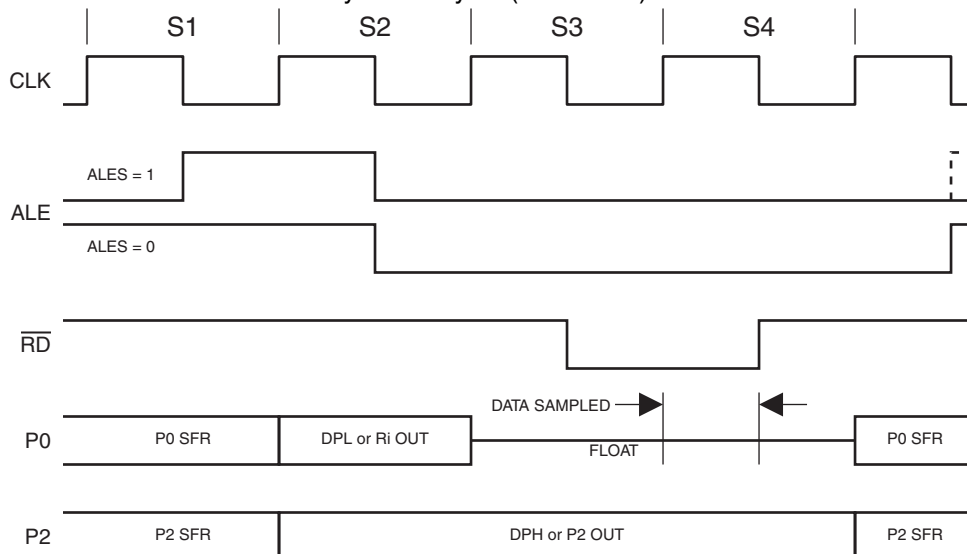 S1 S2 S3 S4
CLK
ALES = 1
ALE
ALES = 0
RD
DATA SAMPLED
P0 P0 SFR DPL or Ri OUT FLOAT P0 SFR
P2 P2 SFR DPH or P2 OUT P2 SFR